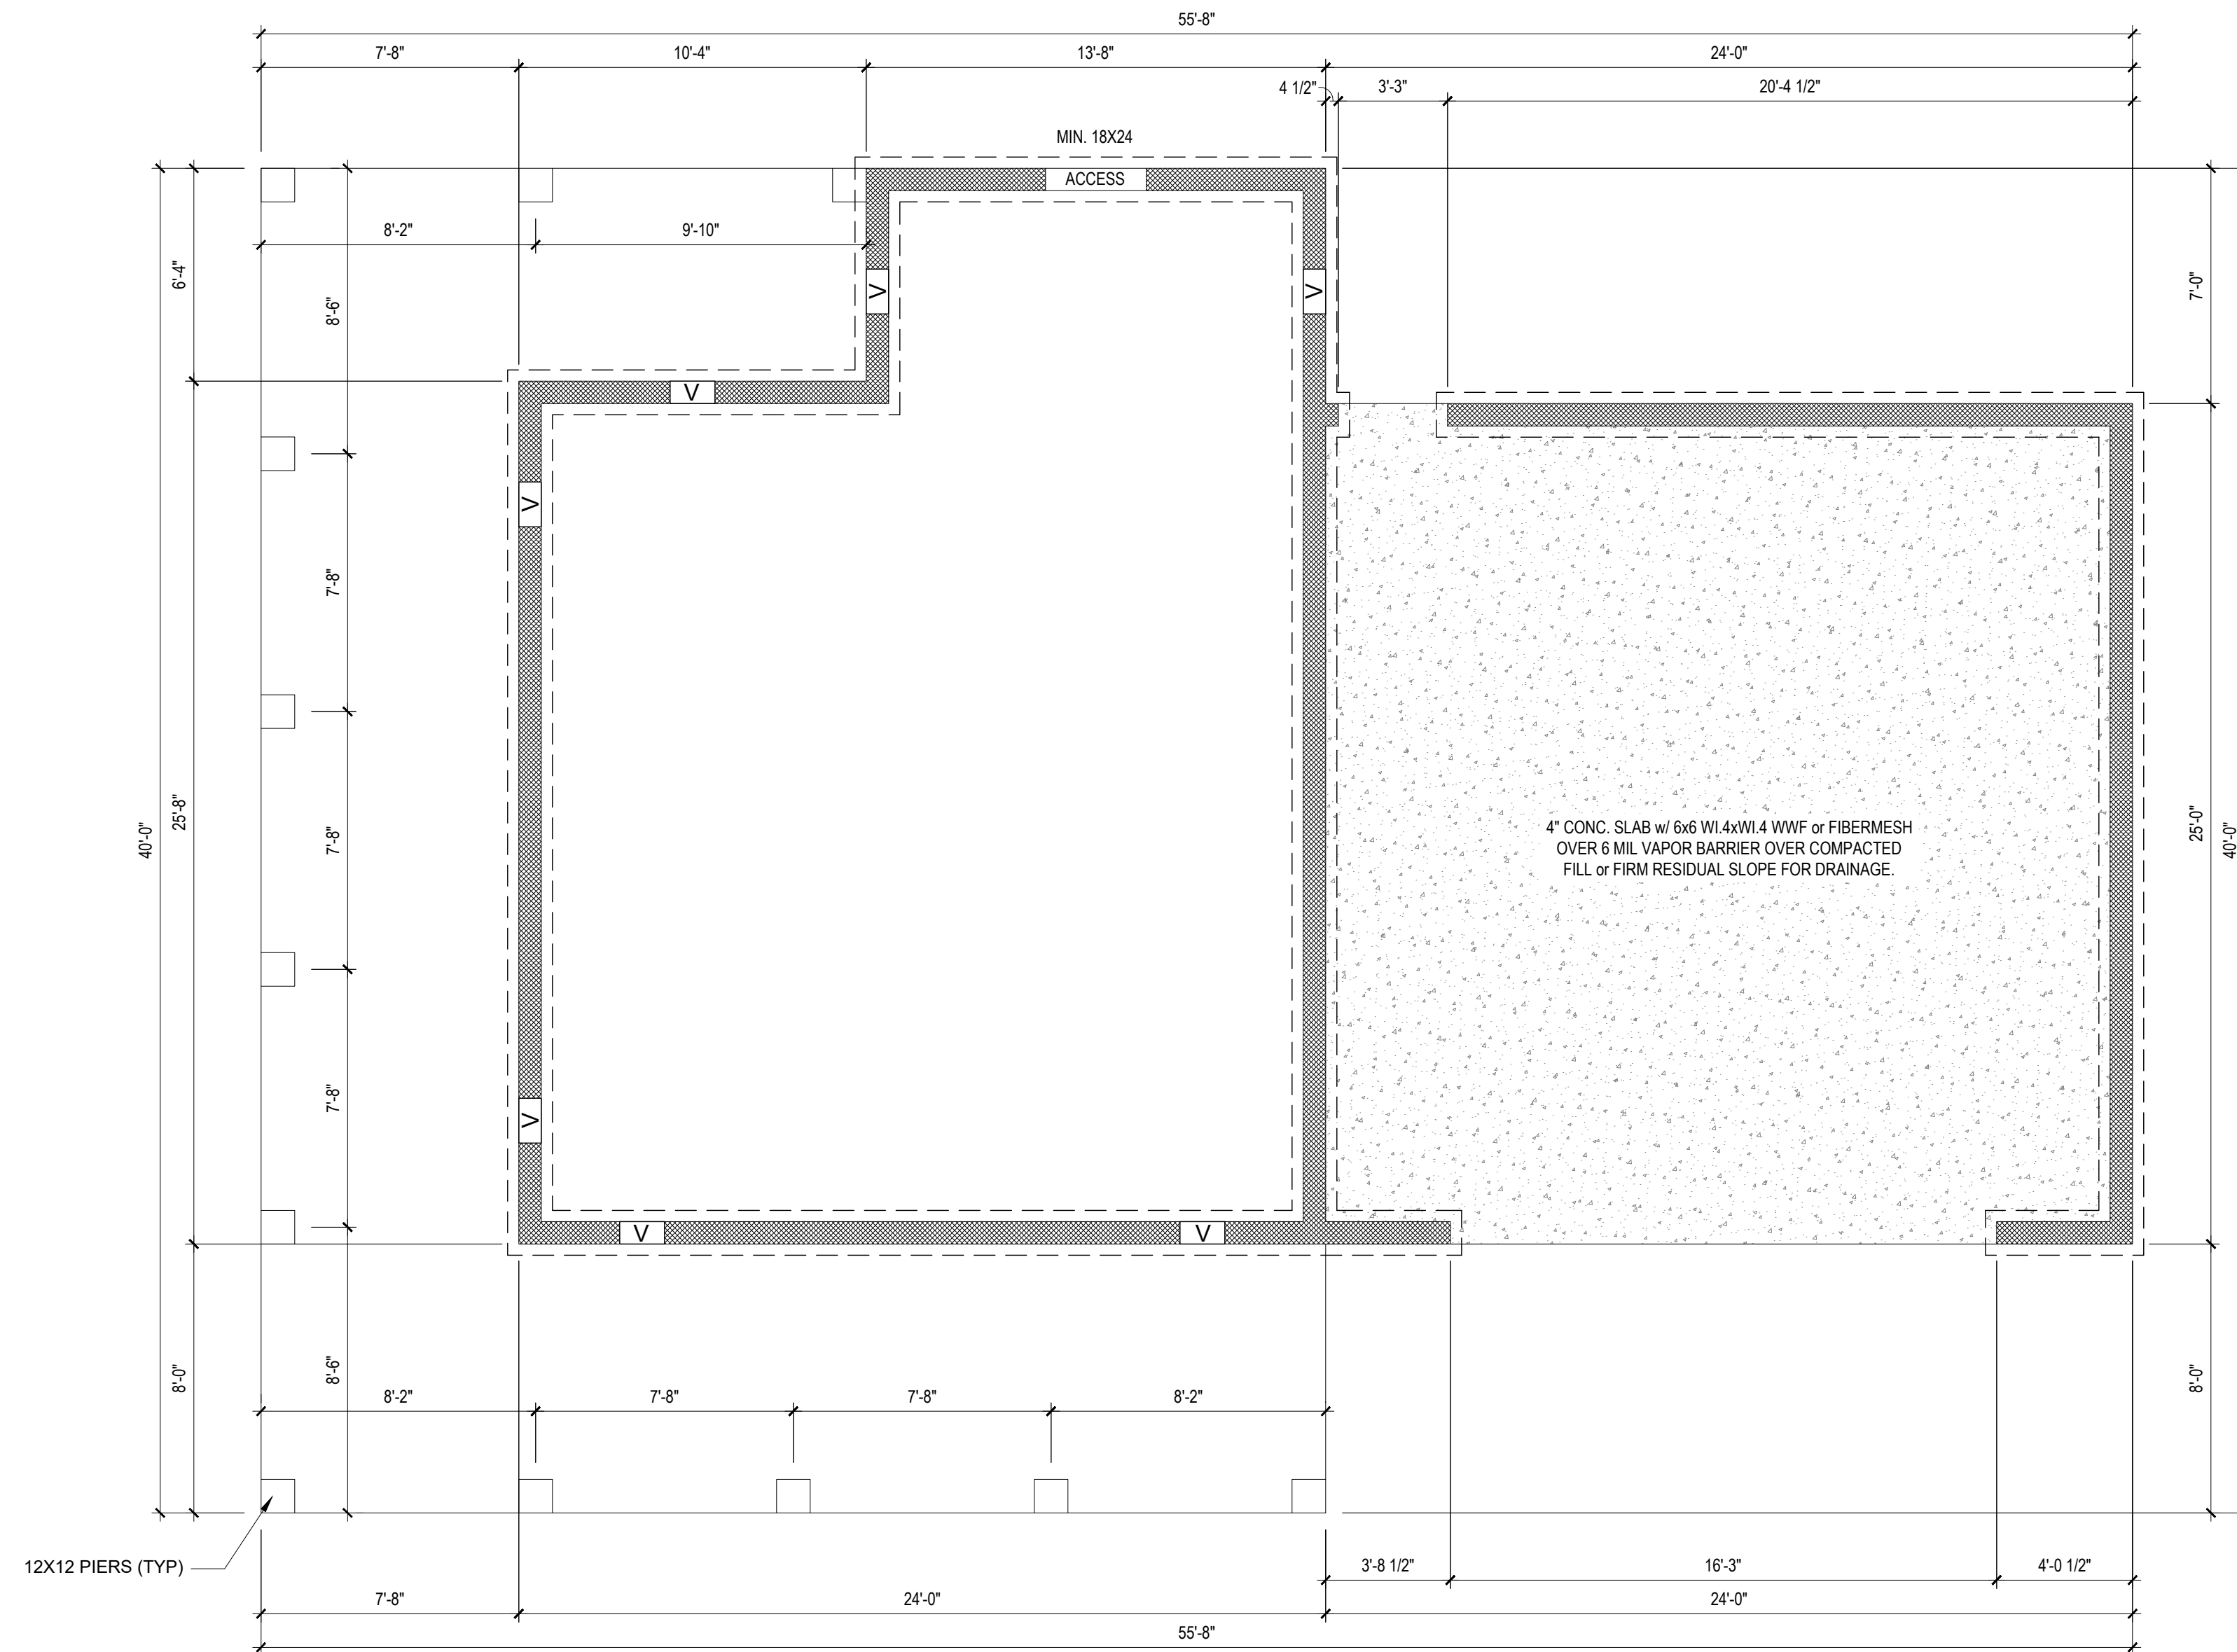 55'-8"
7'-8"
10'-4"
13'-8"
24'-0"
4 1/2"
3'-3"
20'-4 1/2"
MIN. 18X24
ACCESS
8'-2"
9'-10"
6'-4"
8'-6"
7'-0"
V
V
V
V
7'-8"
25'-8"
40'-0"
7'-8"
4" CONC. SLAB w/ 6x6 WI.4xWI.4 WWF or FIBERMESH
OVER 6 MIL VAPOR BARRIER OVER COMPACTED
FILL or FIRM RESIDUAL SLOPE FOR DRAINAGE.
25'-0"
40'-0"
7'-8"
V
V
V
8'-0"
8'-6"
8'-2"
7'-8"
7'-8"
8'-2"
8'-0"
12X12 PIERS (TYP)
3'-8 1/2"
16'-3"
4'-0 1/2"
7'-8"
24'-0"
24'-0"
55'-8"